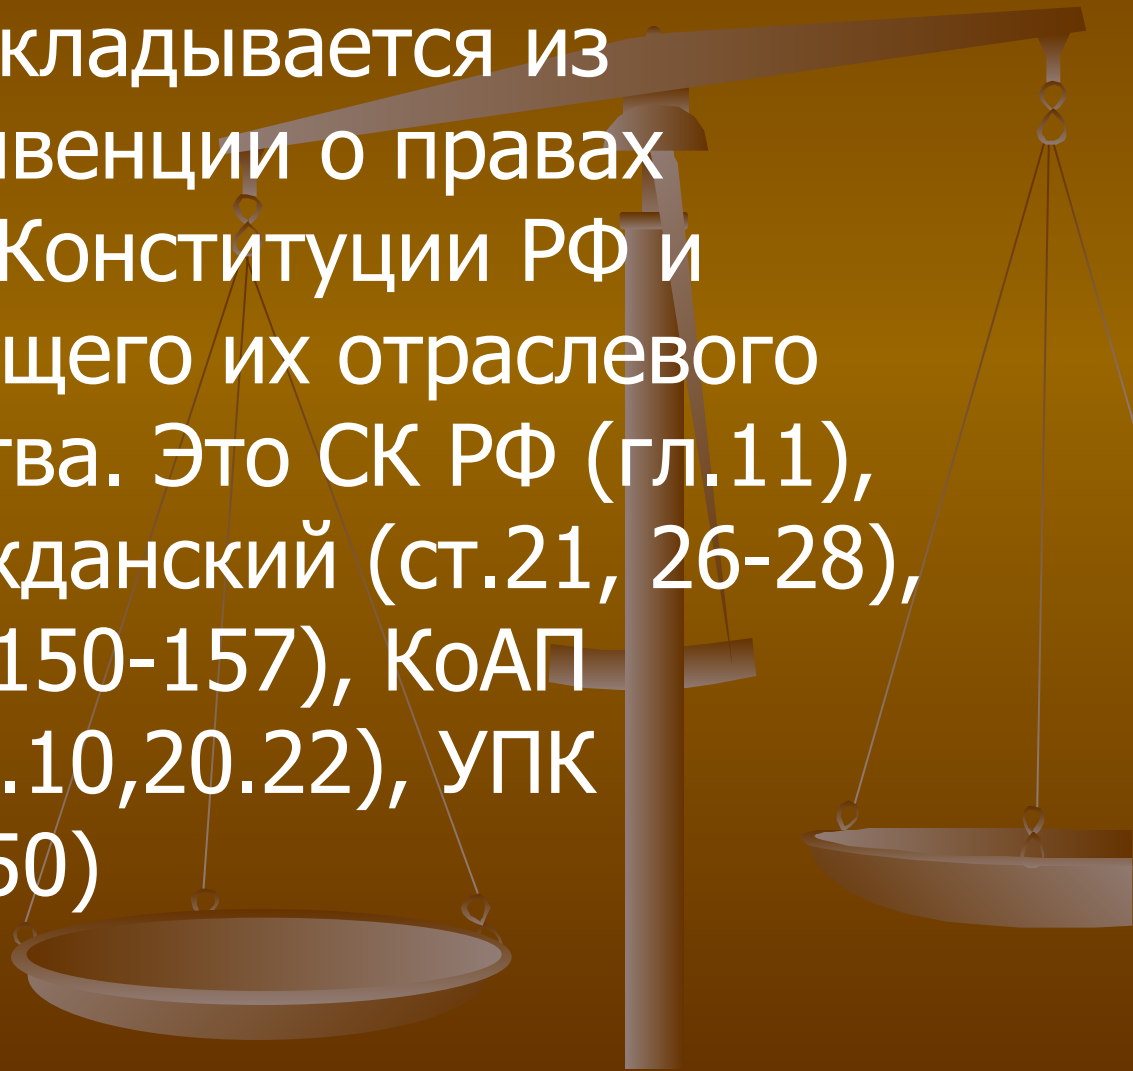 кладывается из
нвенции о правах
Конституции РФ и
щего их отраслевого
тва. Это СК РФ (гл.11),
жданский (ст.21, 26-28),
150-157), КоАП
.10,20.22), УПК
50)